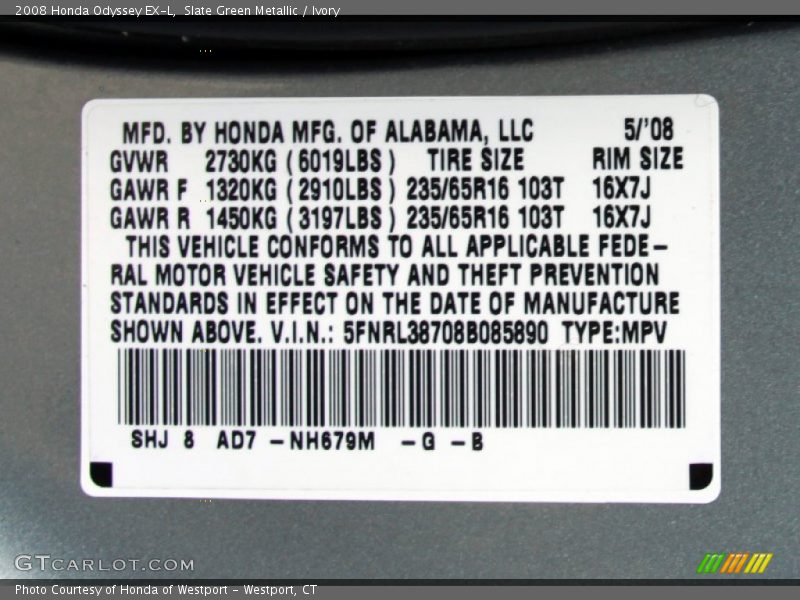 2008 Honda Odyssey EX-L, Slate Green Metallic / Ivory
MFD. BY HONDA MFG. OF ALABAMA, LLC 5/'08
GVWR 2730KG (6019LBS) TIRE SIZE RIM SIZE
GAWR F 1320KG (2910LBS) 235/65R16 103T 16X7J
GAWR R 1450KG (3197LBS) 235/65R16 103T 16X7J
THIS VEHICLE CONFORMS TO ALL APPLICABLE FEDE-
RAL MOTOR VEHICLE SAFETY AND THEFT PREVENTION
STANDARDS IN EFFECT ON THE DATE OF MANUFACTURE
SHOWN ABOVE. V.I.N.: 5FNRL38708B085890 TYPE:MPV
SHJ 8 AD7 -NH679M -G -B
GTCARLOT.COM
Photo Courtesy of Honda of Westport - Westport, CT